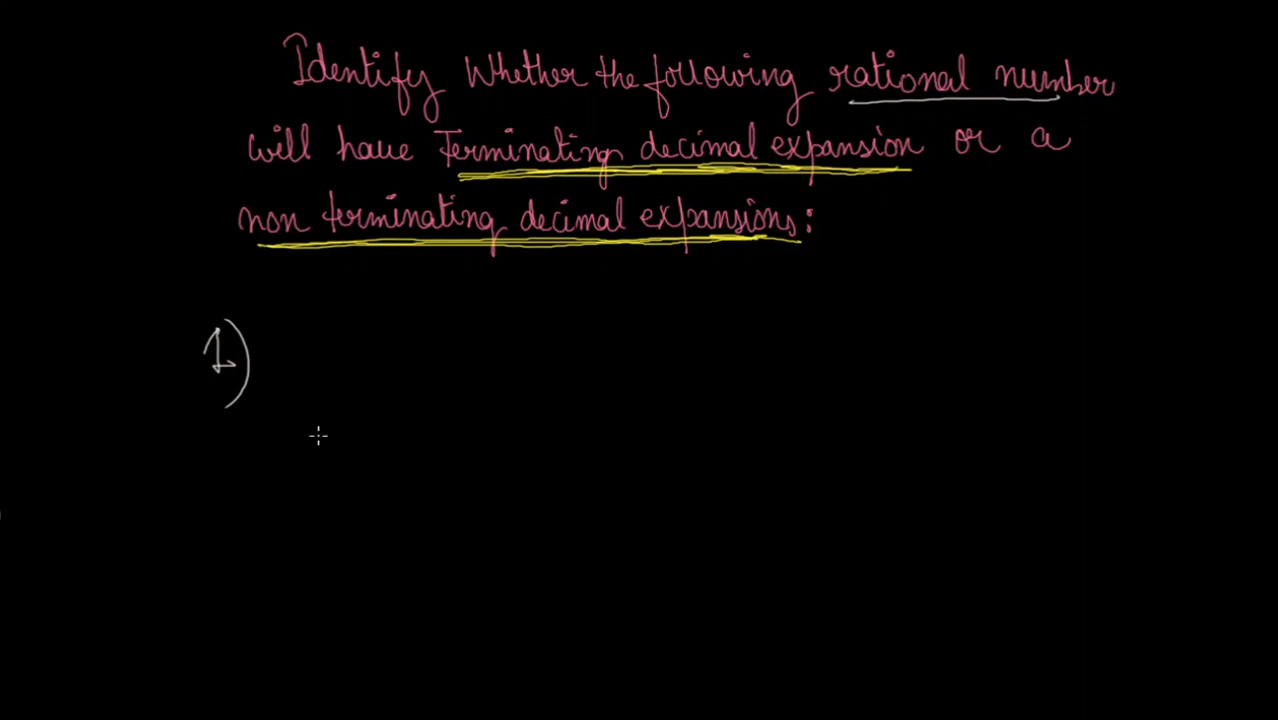 Identify Whether the following rational number
will have Terminating decimal expansion or a
non terminating decimal expansions:
1)